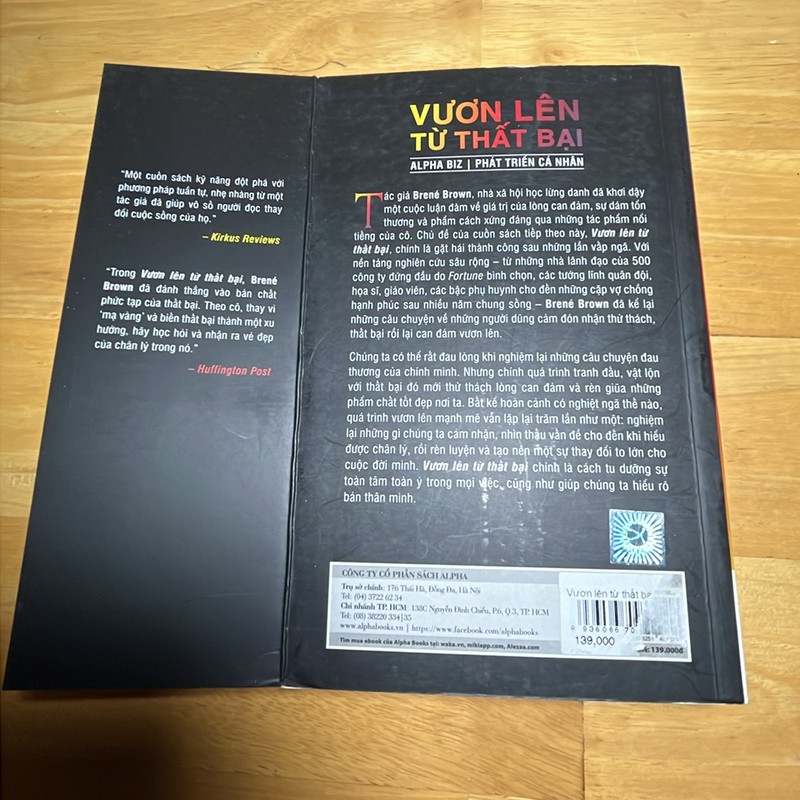 "Một cuốn sách kỹ năng đột phá với
phương pháp tuần tự, nhẹ nhàng từ một
tác giả đã giúp vô số người đọc thay
đổi cuộc sống của họ."
– Kirkus Reviews
"Trong Vươn lên từ thất bại, Brené
Brown đã đánh thẳng vào bản chất
phức tạp của thất bại. Theo cô, thay vì
'mạ vàng' và biến thất bại thành một xu
hướng, hãy học hỏi và nhận ra vẻ đẹp
của chân lý trong nó."
– Huffington Post
VƯƠN LÊN
TỪ THẤT BẠI
ALPHA BIZ | PHÁT TRIỂN CÁ NHÂN
Tác giả Brené Brown, nhà xã hội học lừng danh đã khơi dậy
một cuộc luận đàm về giá trị của lòng can đảm, sự dám tổn
thương và phẩm cách xứng đáng qua những tác phẩm nổi
tiếng của cô. Chủ đề của cuốn sách tiếp theo này, Vươn lên từ
thất bại, chính là gặt hái thành công sau những lần vấp ngã. Với
nền tảng nghiên cứu sâu rộng – từ những nhà lãnh đạo của 500
công ty đứng đầu do Fortune bình chọn, các tướng lĩnh quân đội,
họa sĩ, giáo viên, các bậc phụ huynh cho đến những cặp vợ chồng
hạnh phúc sau nhiều năm chung sống – Brené Brown đã kể lại
những câu chuyện về những người dũng cảm đón nhận thử thách,
thất bại rồi lại can đảm vươn lên.
Chúng ta có thể rất đau lòng khi nghiệm lại những câu chuyện đau
thương của chính mình. Nhưng chính quá trình tranh đấu, vật lộn
với thất bại đó mới thử thách lòng can đảm và rèn giũa những
phẩm chất tốt đẹp nơi ta. Bất kể hoàn cảnh có nghiệt ngã thế nào,
quá trình vươn lên mạnh mẽ vẫn lặp lại trăm lần như một: nghiệm
lại những gì chúng ta cảm nhận, nhìn thấu vấn đề cho đến khi hiểu
được chân lý, rồi rèn luyện và tạo nên một sự thay đổi to lớn cho
cuộc đời mình. Vươn lên từ thất bại chính là cách tu dưỡng sự
toàn tâm toàn ý trong mọi việc, cũng như giúp chúng ta hiểu rõ
bản thân mình.
CÔNG TY CỔ PHẦN SÁCH ALPHA
Trụ sở chính: 176 Thái Hà, Đống Đa, Hà Nội
Tel: (04) 3722 62 34
Chi nhánh TP. HCM: 138C Nguyễn Đình Chiểu, P.6, Q.3, TP. HCM
Tel: (08) 38220 334|35
www.alphabooks.vn | https://www.facebook.com/alphabooks
Tìm mua ebook của Alpha Books tại: waka.vn, mikiapp.com, Alezaa.com
Vươn lên từ thất
139,000
139.000đ